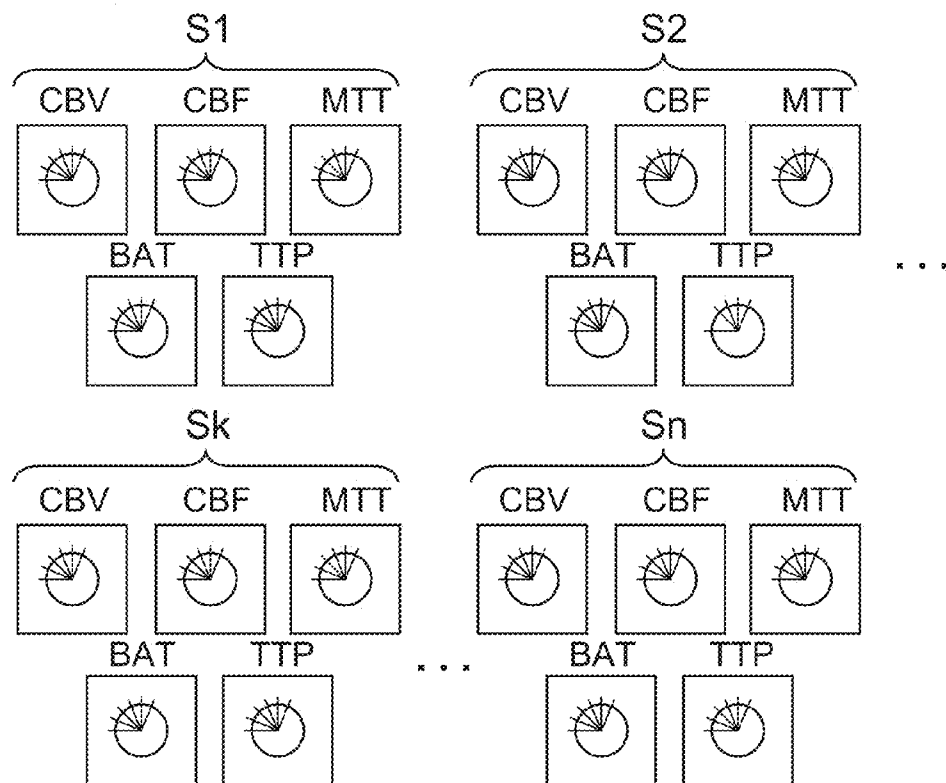 S1 S2
CBV CBF MTT CBV CBF MTT
BAT TTP BAT TTP
. . .
Sk Sn
CBV CBF MTT CBV CBF MTT
BAT TTP . . . BAT TTP